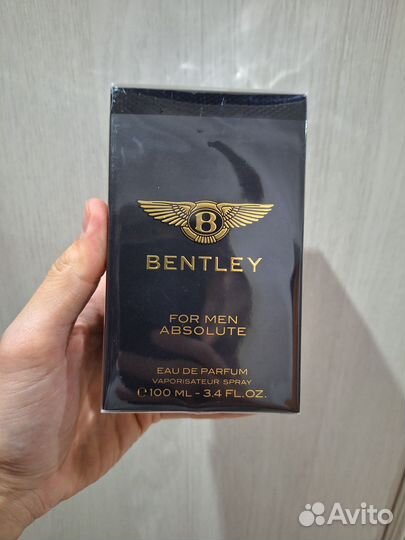 B
BENTLEY
FOR MEN
ABSOLUTE
EAU DE PARFUM
VAPORISATEUR SPRAY
℮100 ML - 3.4 FL.OZ.
Avito